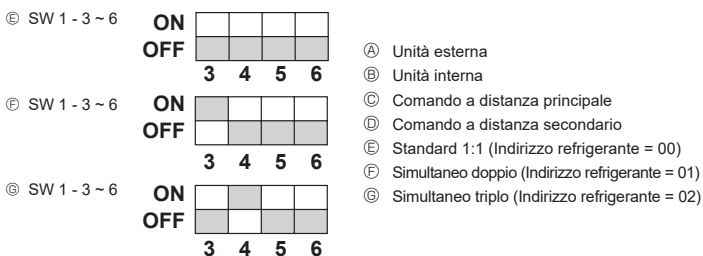 Ⓔ SW 1 - 3 ~ 6
ON
OFF
3 4 5 6
Ⓕ SW 1 - 3 ~ 6
ON
OFF
3 4 5 6
Ⓖ SW 1 - 3 ~ 6
ON
OFF
3 4 5 6
Ⓐ Unità esterna
Ⓑ Unità interna
Ⓒ Comando a distanza principale
Ⓓ Comando a distanza secondario
Ⓔ Standard 1:1 (Indirizzo refrigerante = 00)
Ⓕ Simultaneo doppio (Indirizzo refrigerante = 01)
Ⓖ Simultaneo triplo (Indirizzo refrigerante = 02)